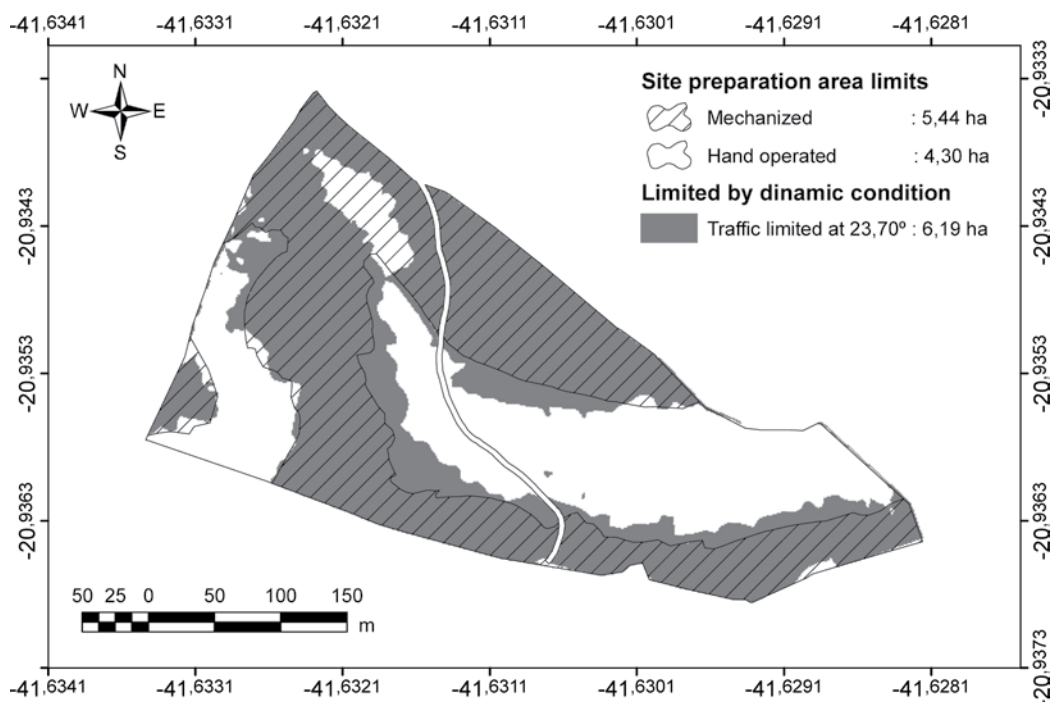 -41,6341 -41,6331 -41,6321 -41,6311 -41,6301 -41,6291 -41,6281
-20,9333
-20,9343
-20,9353
-20,9363
-20,9373
N
W E
S
Site preparation area limits
Mechanized : 5,44 ha
Hand operated : 4,30 ha
Limited by dinamic condition
Traffic limited at 23,70º : 6,19 ha
-20,9343
-20,9353
-20,9363
50 25 0 50 100 150
m
-41,6341 -41,6331 -41,6321 -41,6311 -41,6301 -41,6291 -41,6281